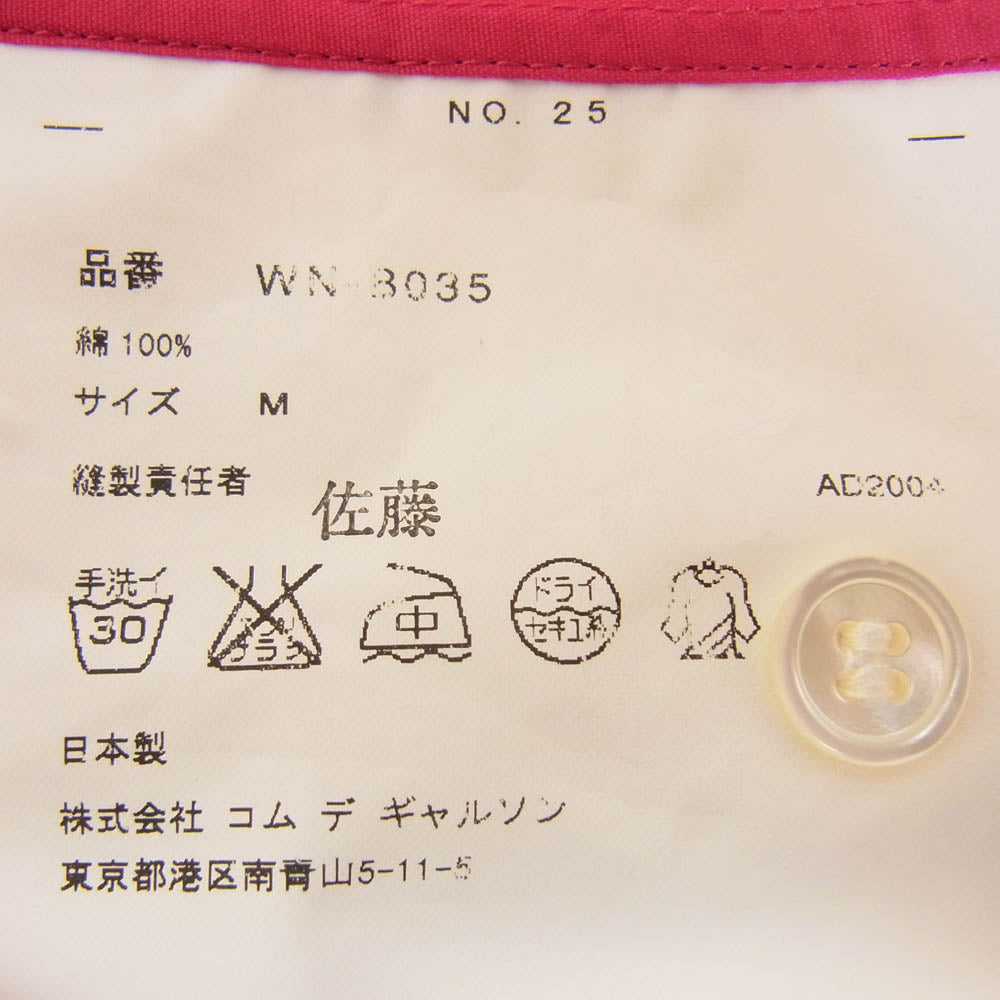 NO. 25
品番 WN-B035
綿 100%
サイズ M
縫製責任者 佐藤 AD2004
手洗イ 30
中
ドライ セキユ系
日本製
株式会社 コム デ ギャルソン
東京都港区南青山5-11-5